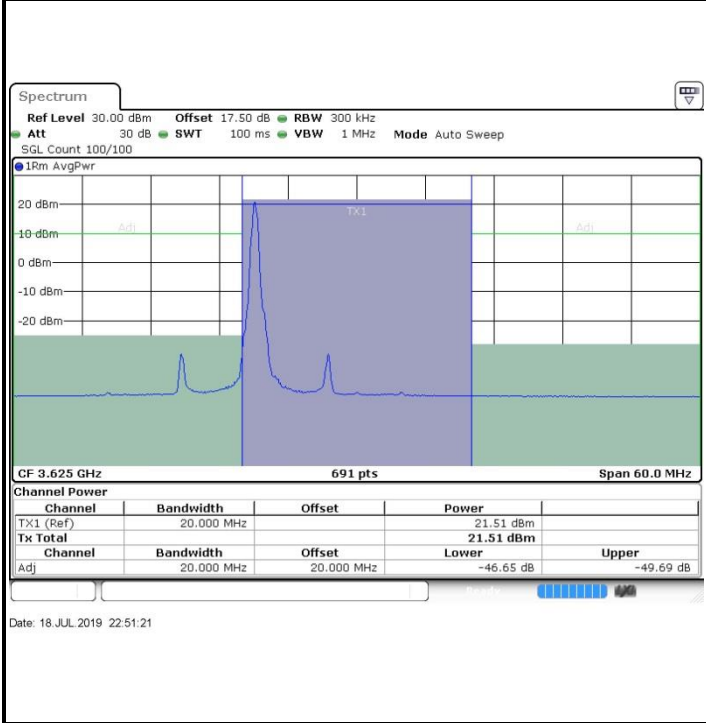 Spectrum
Ref Level 30.00 dBm Offset 17.50 dB RBW 300 kHz
Att 30 dB SWT 100 ms VBW 1 MHz Mode Auto Sweep
SGL Count 100/100
1Rm AvgPwr
20 dBm
TX1
Adj
Adj
10 dBm
0 dBm
-10 dBm
-20 dBm
CF 3.625 GHz 691 pts Span 60.0 MHz
Channel Power
Channel Bandwidth Offset Power
TX1 (Ref) 20.000 MHz 21.51 dBm
Tx Total 21.51 dBm
Channel Bandwidth Offset Lower Upper
Adj 20.000 MHz 20.000 MHz -46.65 dB -49.69 dB
Ready
Date: 18.JUL.2019 22:51:21